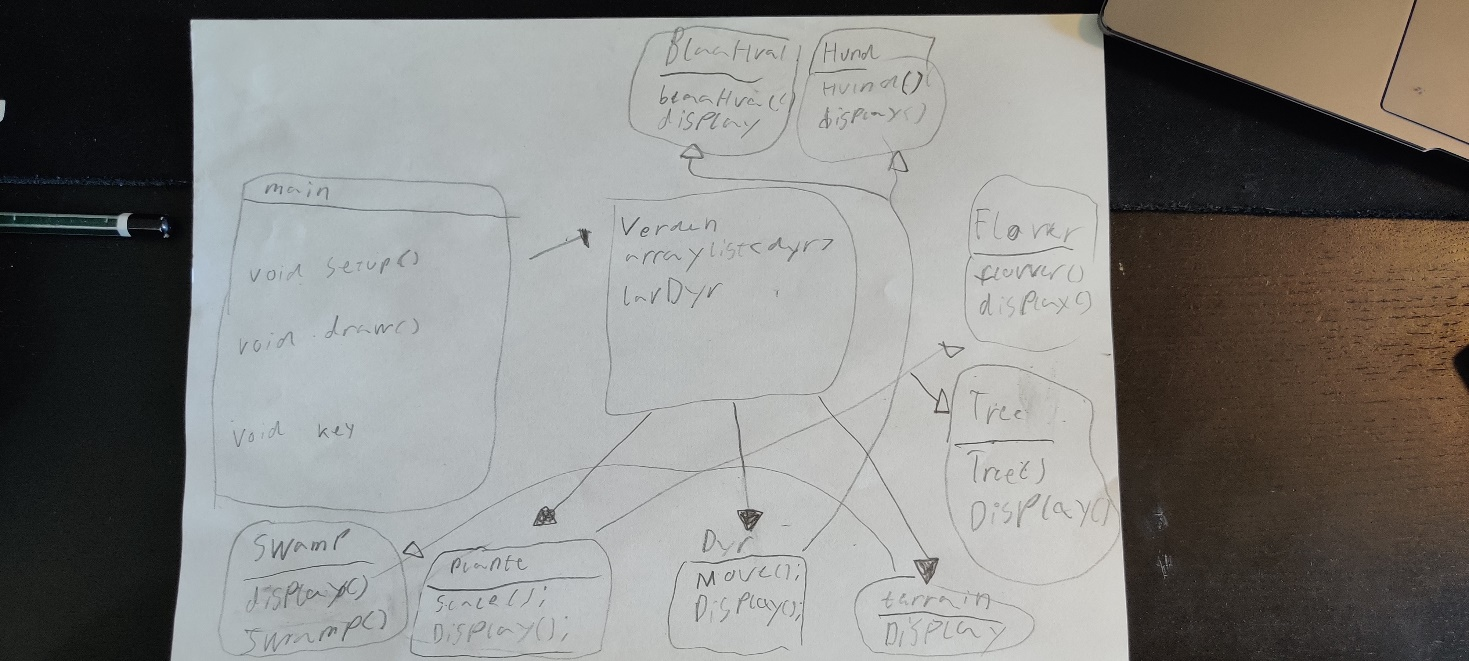 BlaaHval
blaaHval()
display
Hund
Hund()
display()
main
void setup()
void draw()
void key
Verden
arraylist<dyr>
lavDyr
Flower
flower()
display()
Tree
Tree()
DISPlay()
Swamp
display()
Swamp()
Plante
Scale();
DISPlay();
Dyr
Move();
DISPlay();
terrain
DISPlay